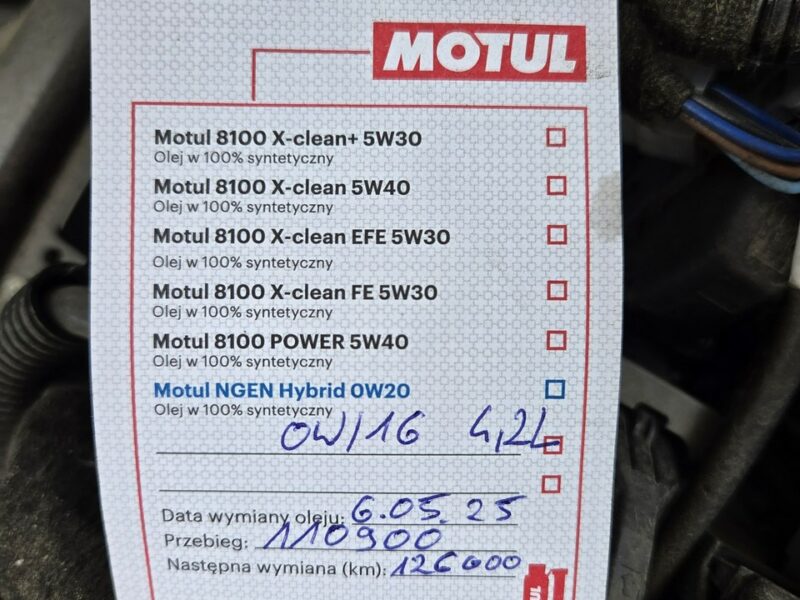 MOTUL
Motul 8100 X-clean+ 5W30
Olej w 100% syntetyczny
Motul 8100 X-clean 5W40
Olej w 100% syntetyczny
Motul 8100 X-clean EFE 5W30
Olej w 100% syntetyczny
Motul 8100 X-clean FE 5W30
Olej w 100% syntetyczny
Motul 8100 POWER 5W40
Olej w 100% syntetyczny
Motul NGEN Hybrid 0W20
Olej w 100% syntetyczny
0W/16 4,2L
Data wymiany oleju: 6.05.25
Przebieg: 110900
Następna wymiana (km): 126000